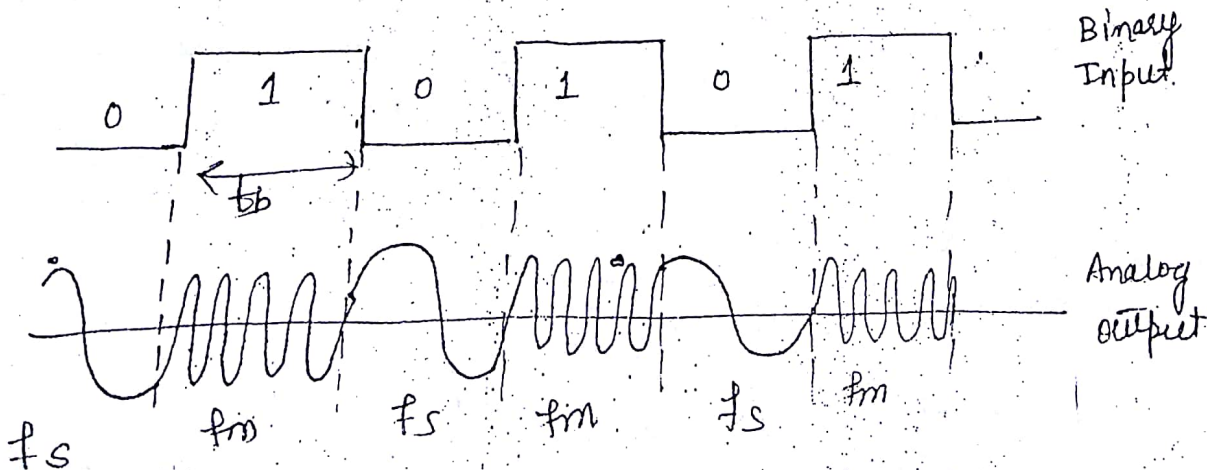 Binary
Input.
0 1 0 1 0 1
tb
Analog
output
fs fm fs fm fs fm